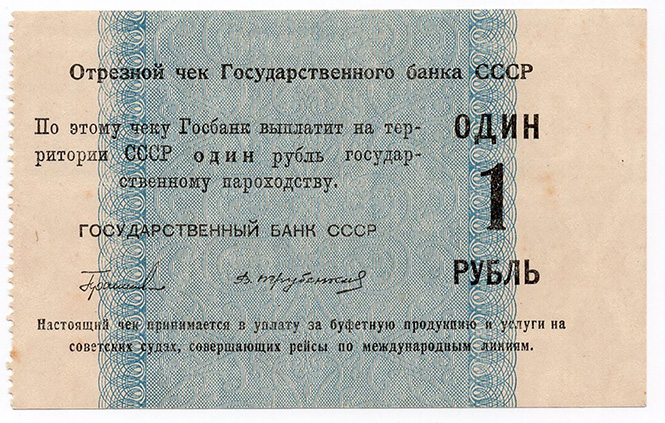 Отрезной чек Государственного банка СССР
По этому чеку Госбанк выплатит на тер-
ритории СССР один рубль государ-
ственному пароходству.
ГОСУДАРСТВЕННЫЙ БАНК СССР
ОДИН
1
РУБЛЬ
Настоящий чек принимается в уплату за буфетную продукцию и услуги на
советских судах, совершающих рейсы по международным линиям.